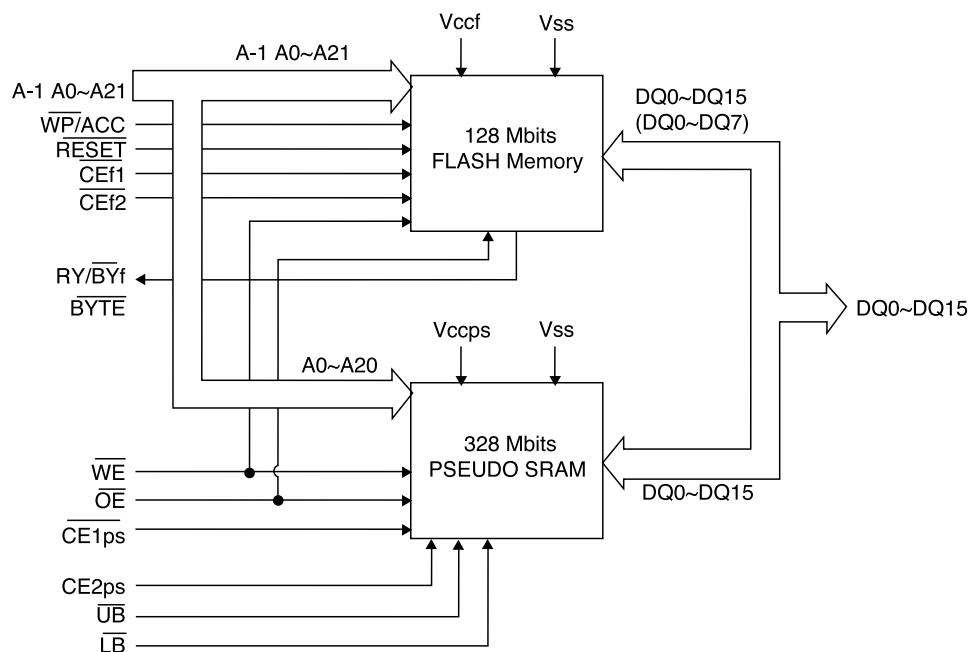 Vccf
Vss
A-1 A0~A21
A-1 A0~A21
WP/ACC
RESET
CEf1
CEf2
128 Mbits
FLASH Memory
DQ0~DQ15
(DQ0~DQ7)
RY/BYf
BYTE
DQ0~DQ15
Vccps
Vss
A0~A20
328 Mbits
PSEUDO SRAM
WE
OE
DQ0~DQ15
CE1ps
CE2ps
UB
LB